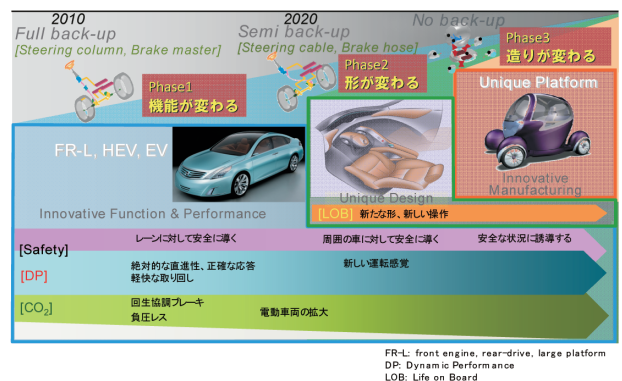 2010
2020
Full back-up
[Steering column, Brake master]
Semi back-up
[Steering cable, Brake hose]
No back-up
Phase1
機能が変わる
Phase2
形が変わる
Phase3
造りが変わる
Unique Platform
FR-L, HEV, EV
Innovative Function & Performance
Unique Design
Innovative
Manufacturing
[LOB] 新たな形、新しい操作
[Safety]
レーンに対して安全に導く
周囲の車に対して安全に導く
安全な状況に誘導する
[DP]
絶対的な直進性、正確な応答
軽快な取り回し
新しい運転感覚
[CO₂]
回生協調ブレーキ
負圧レス
電動車両の拡大
FR-L: front engine, rear-drive, large platform
DP: Dynamic Performance
LOB: Life on Board